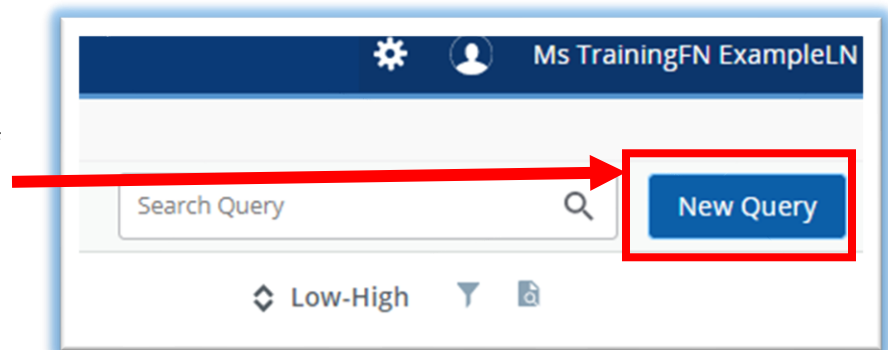 Ms TrainingFN ExampleLN
Search Query
New Query
Low-High